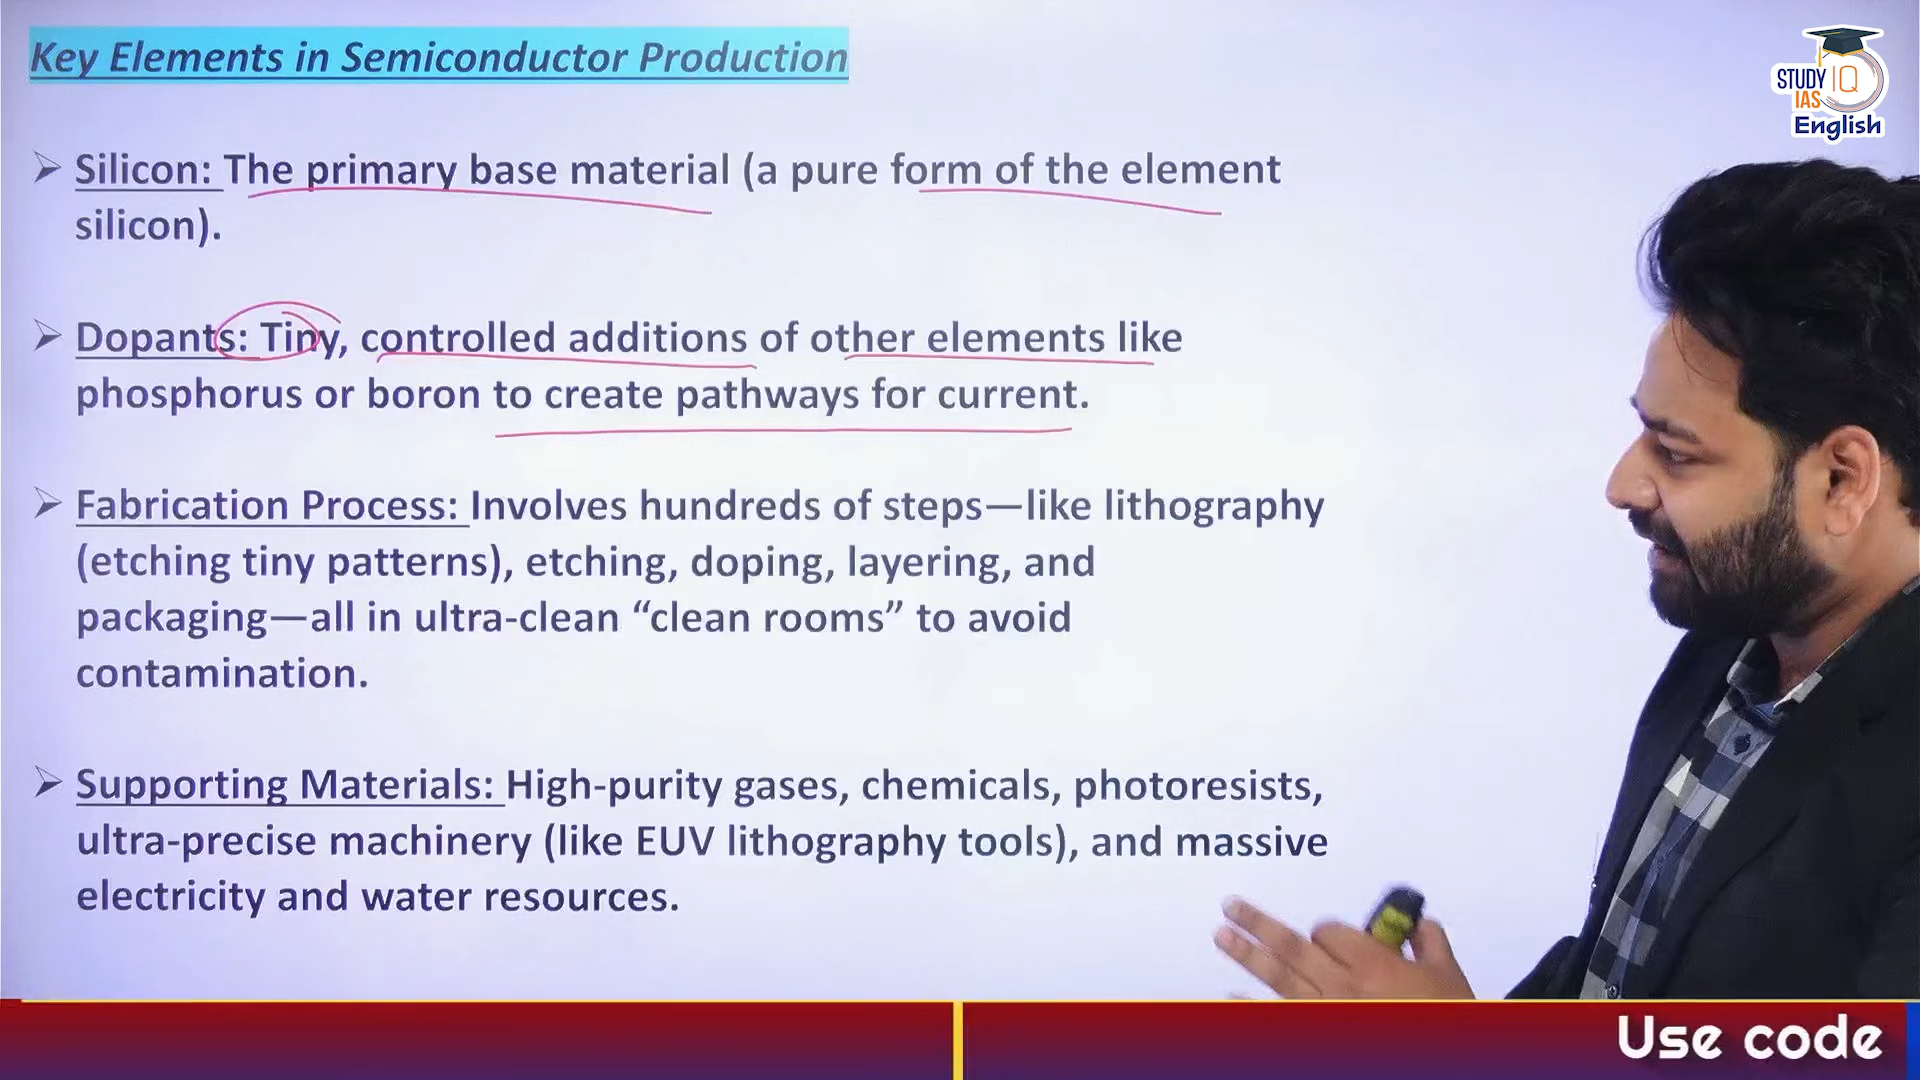 Key Elements in Semiconductor Production
STUDY IQ
IAS
English
Silicon: The primary base material (a pure form of the element
silicon).
Dopants: Tiny, controlled additions of other elements like
phosphorus or boron to create pathways for current.
Fabrication Process: Involves hundreds of steps—like lithography
(etching tiny patterns), etching, doping, layering, and
packaging—all in ultra-clean “clean rooms” to avoid
contamination.
Supporting Materials: High-purity gases, chemicals, photoresists,
ultra-precise machinery (like EUV lithography tools), and massive
electricity and water resources.
Use code